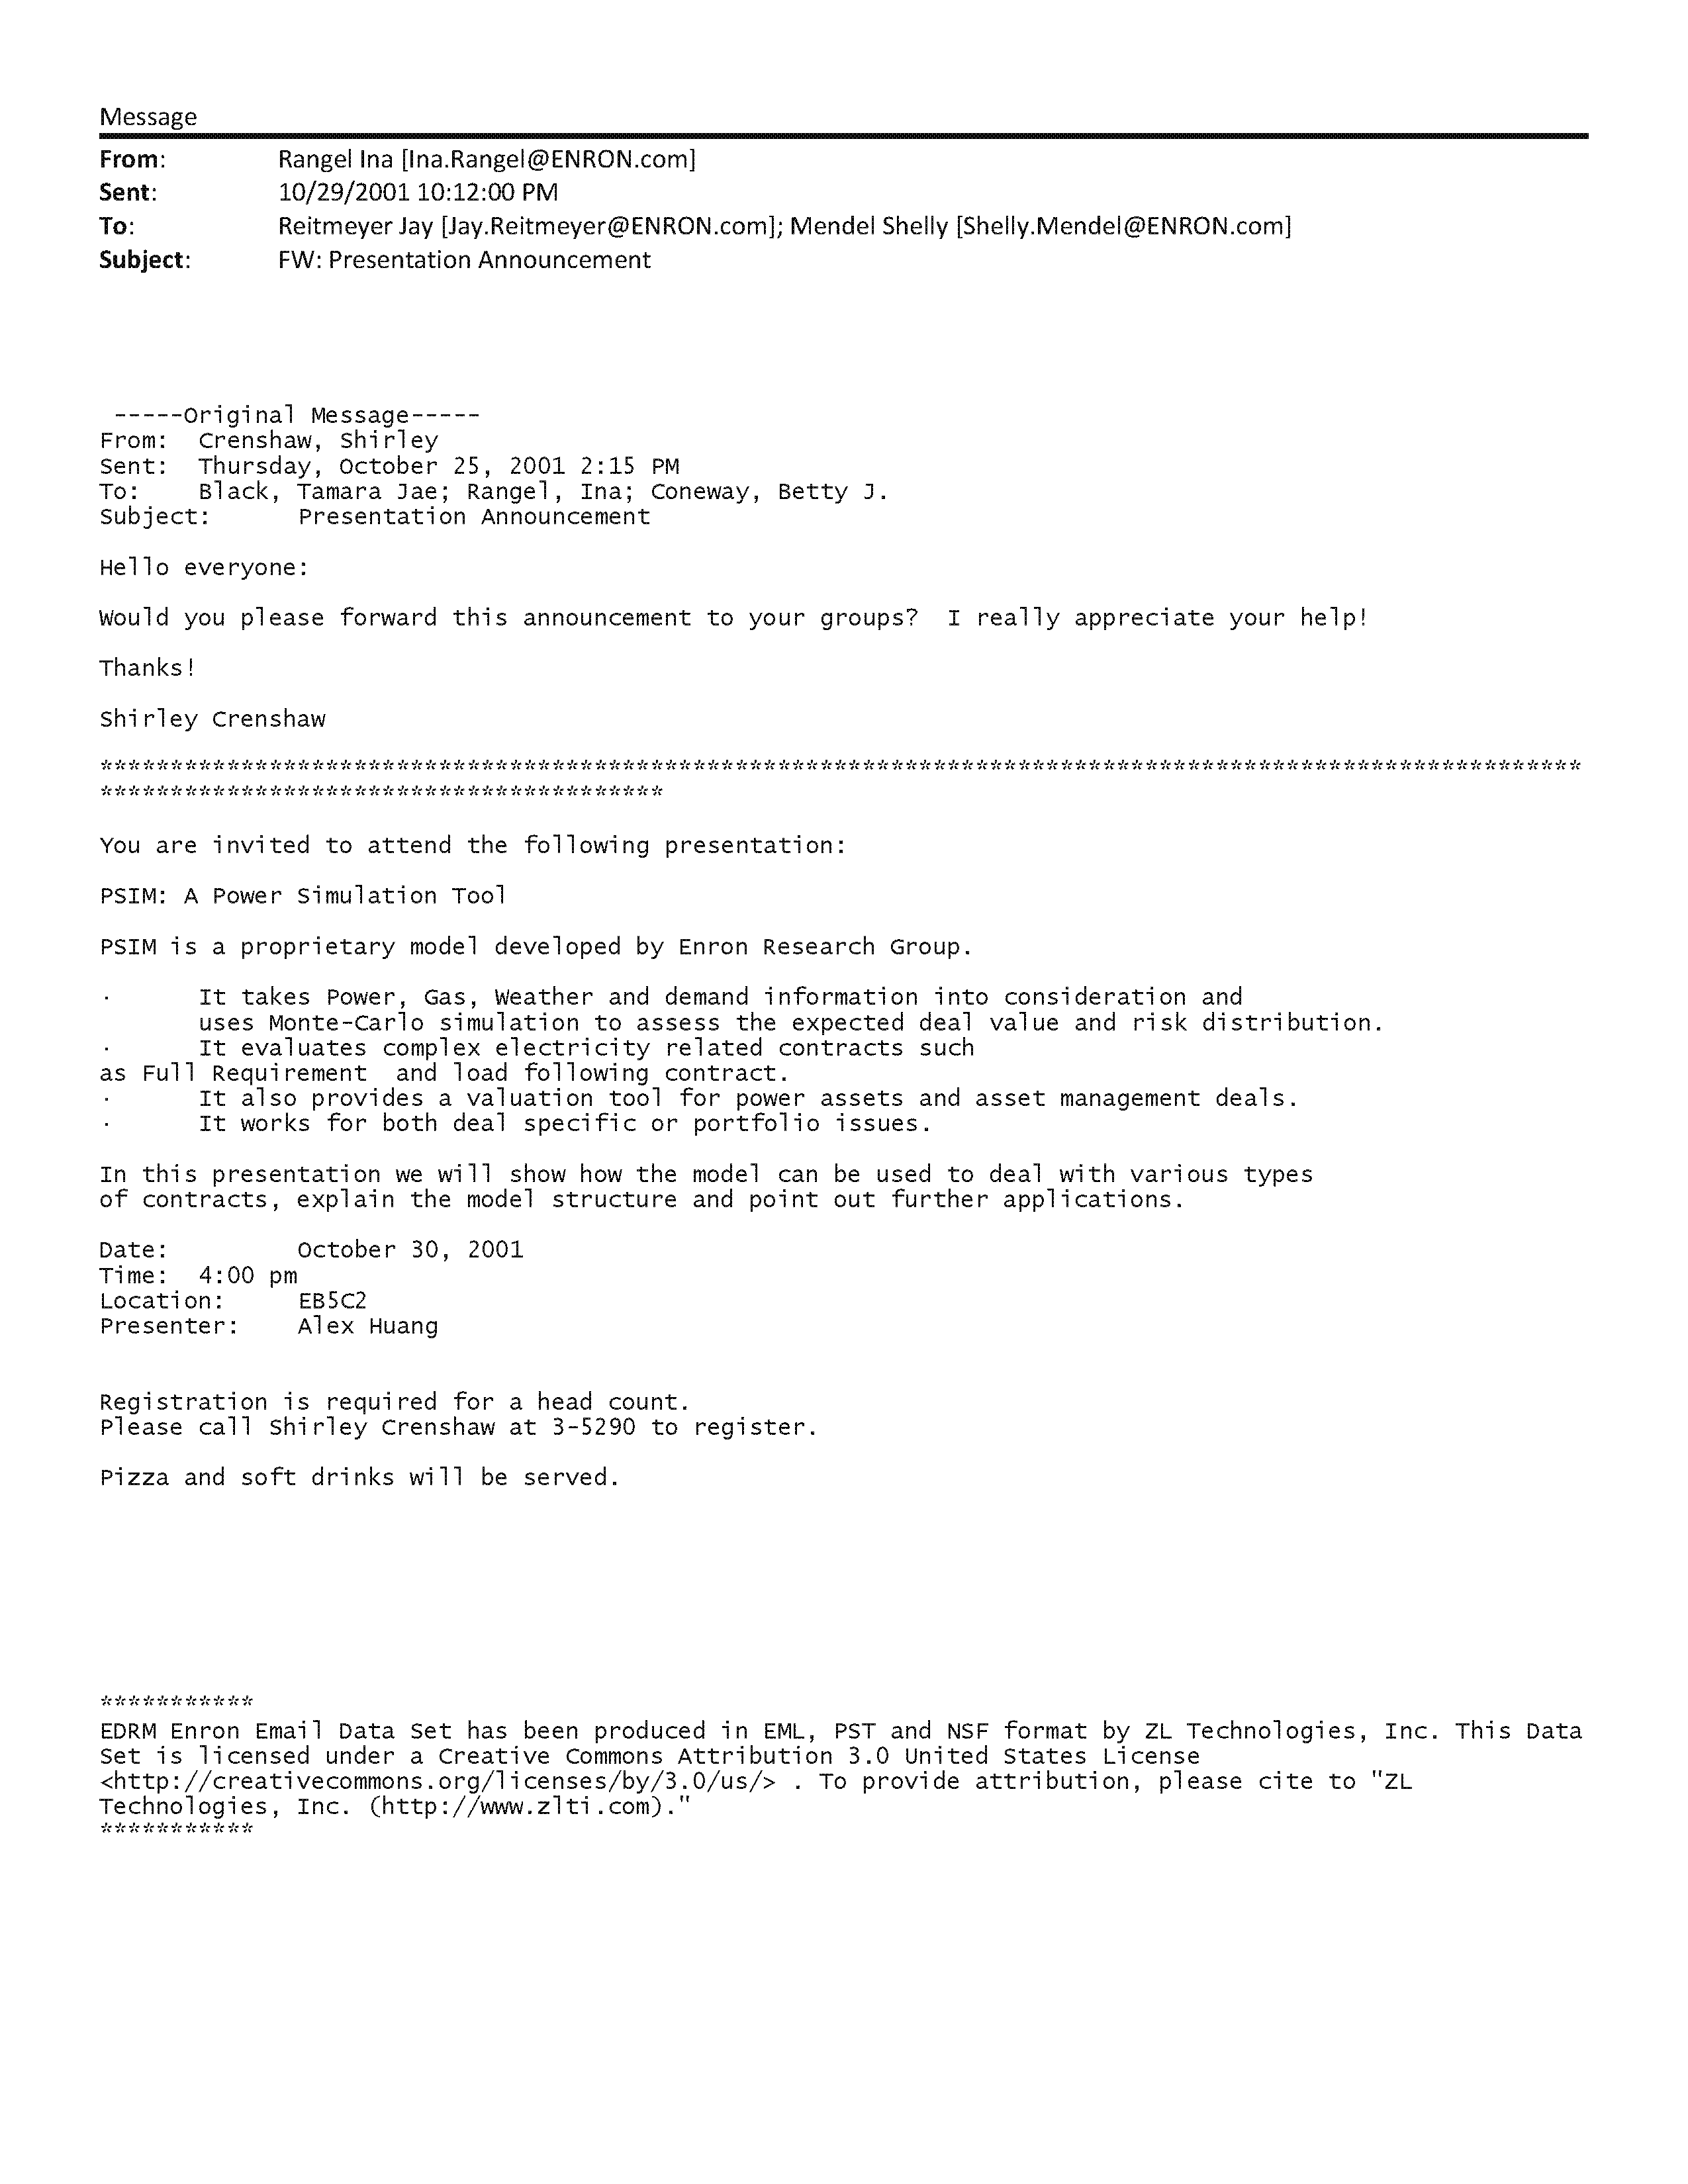 Message
From: Rangel Ina [Ina.Rangel@ENRON.com]
Sent: 10/29/2001 10:12:00 PM
To: Reitmeyer Jay [Jay.Reitmeyer@ENRON.com]; Mendel Shelly [Shelly.Mendel@ENRON.com]
Subject: FW: Presentation Announcement
-----Original Message-----
From: Crenshaw, Shirley
Sent: Thursday, October 25, 2001 2:15 PM
To: Black, Tamara Jae; Rangel, Ina; Coneway, Betty J.
Subject: Presentation Announcement
Hello everyone:
Would you please forward this announcement to your groups?  I really appreciate your help!
Thanks!
Shirley Crenshaw
*********************************************************************************************************
****************************************
You are invited to attend the following presentation:
PSIM: A Power Simulation Tool
PSIM is a proprietary model developed by Enron Research Group.
· It takes Power, Gas, Weather and demand information into consideration and
uses Monte-Carlo simulation to assess the expected deal value and risk distribution.
· It evaluates complex electricity related contracts such
as Full Requirement  and load following contract.
· It also provides a valuation tool for power assets and asset management deals.
· It works for both deal specific or portfolio issues.
In this presentation we will show how the model can be used to deal with various types
of contracts, explain the model structure and point out further applications.
Date: October 30, 2001
Time: 4:00 pm
Location: EB5C2
Presenter: Alex Huang
Registration is required for a head count.
Please call Shirley Crenshaw at 3-5290 to register.
Pizza and soft drinks will be served.
***********
EDRM Enron Email Data Set has been produced in EML, PST and NSF format by ZL Technologies, Inc. This Data
Set is licensed under a Creative Commons Attribution 3.0 United States License
<http://creativecommons.org/licenses/by/3.0/us/> . To provide attribution, please cite to "ZL
Technologies, Inc. (http://www.zlti.com)."
***********